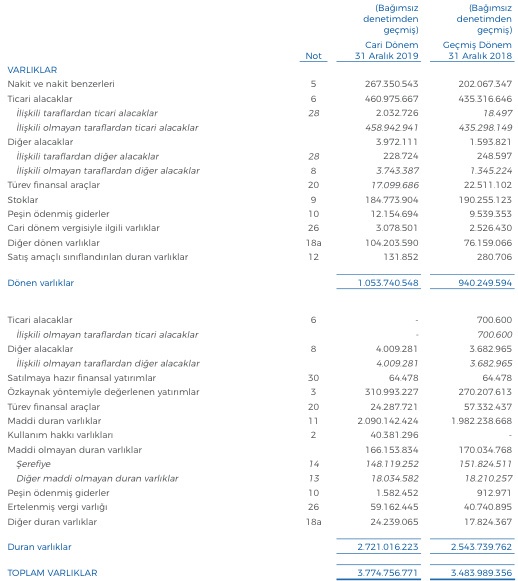 (Bağımsız (Bağımsız
denetimden denetimden
geçmiş) geçmiş)
Cari Dönem Geçmiş Dönem
Not 31 Aralık 2019 31 Aralık 2018
VARLIKLAR
Nakit ve nakit benzerleri 5 267.350.543 202.067.347
Ticari alacaklar 6 460.975.667 435.316.646
İlişkili taraflardan ticari alacaklar 28 2.032.726 18.497
İlişkili olmayan taraflardan ticari alacaklar 458.942.941 435.298.149
Diğer alacaklar 3.972.111 1.593.821
İlişkili taraflardan diğer alacaklar 28 228.724 248.597
İlişkili olmayan taraflardan diğer alacaklar 8 3.743.387 1.345.224
Türev finansal araçlar 20 17.099.686 22.511.102
Stoklar 9 184.773.904 190.255.123
Peşin ödenmiş giderler 10 12.154.694 9.539.353
Cari dönem vergisiyle ilgili varlıklar 26 3.078.501 2.526.430
Diğer dönen varlıklar 18a 104.203.590 76.159.066
Satış amaçlı sınıflandırılan duran varlıklar 12 131.852 280.706
Dönen varlıklar 1.053.740.548 940.249.594
Ticari alacaklar 6 - 700.600
İlişkili olmayan taraflardan ticari alacaklar - 700.600
Diğer alacaklar 8 4.009.281 3.682.965
İlişkili olmayan taraflardan diğer alacaklar 4.009.281 3.682.965
Satılmaya hazır finansal yatırımlar 30 64.478 64.478
Özkaynak yöntemiyle değerlenen yatırımlar 3 310.993.227 270.207.613
Türev finansal araçlar 20 24.287.721 57.332.437
Maddi duran varlıklar 11 2.090.142.424 1.982.238.668
Kullanım hakkı varlıkları 2 40.381.296 -
Maddi olmayan duran varlıklar 166.153.834 170.034.768
Şerefiye 14 148.119.252 151.824.511
Diğer maddi olmayan duran varlıklar 13 18.034.582 18.210.257
Peşin ödenmiş giderler 10 1.582.452 912.971
Ertelenmiş vergi varlığı 26 59.162.445 40.740.895
Diğer duran varlıklar 18a 24.239.065 17.824.367
Duran varlıklar 2.721.016.223 2.543.739.762
TOPLAM VARLIKLAR 3.774.756.771 3.483.989.356